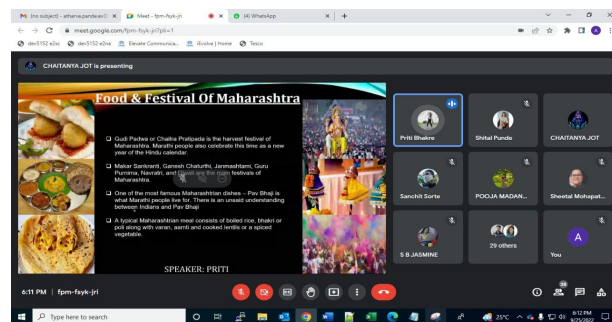 (no subject) - atharva.pande.ex@
Meet - fpm-fsyk-jri
(4) WhatsApp
meet.google.com/fpm-fsyk-jri?pli=1
dev5152 e2sc
dev5152 e2na
Elevate Communica...
iEvolve | Home
Tesco
CHAITANYA JOT is presenting
Food & Festival Of Maharashtra
Gudi Padwa or Chaitra Pratipada is the harvest festival of
Maharashtra. Marathi people also celebrate this time as a new
year of the Hindu calendar.
Makar Sankranti, Ganesh Chaturthi, Janmashtami, Guru
Purnima, Navratri, and Diwali are the main festivals of
Maharashtra.
One of the most famous Maharashtrian dishes – Pav Bhaji is
what Marathi people live for. There is an unsaid understanding
between Indians and Pav Bhaji
A typical Maharashtrian meal consists of boiled rice, bhakri or
poli along with varan, aamti and cooked lentils or a spiced
vegetable.
SPEAKER: PRITI
Priti Bhakre
Shital Punde
CHAITANYA JOT
Sanchit Sorte
POOJA MADAN...
Sheetal Mohapat...
S B JASMINE
29 others
A
You
6:11 PM | fpm-fsyk-jri
Type here to search
25°C
6:12 PM
9/25/2022